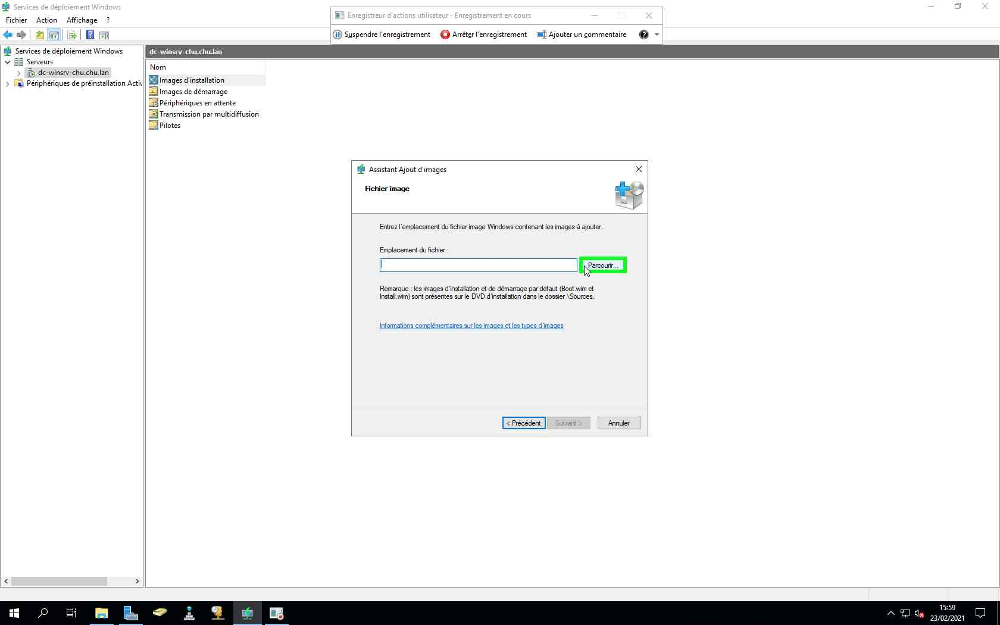 Services de déploiement Windows
Enregistreur d'actions utilisateur - Enregistrement en cours
Fichier Action Affichage ?
Suspendre l'enregistrement Arrêter l'enregistrement Ajouter un commentaire
Services de déploiement Windows
Serveurs
dc-winsrv-chu.chu.lan
Périphériques de préinstallation Activ
dc-winsrv-chu.chu.lan
Nom
Images d'installation
Images de démarrage
Périphériques en attente
Transmission par multidiffusion
Pilotes
Assistant Ajout d'images
Fichier image
Entrez l'emplacement du fichier image Windows contenant les images à ajouter.
Emplacement du fichier :
Parcourir...
Remarque : les images d'installation et de démarrage par défaut (Boot.wim et
Install.wim) sont présentes sur le DVD d'installation dans le dossier \Sources.
Informations complémentaires sur les images et les types d'images
< Précédent Suivant > Annuler
15:59
23/02/2021